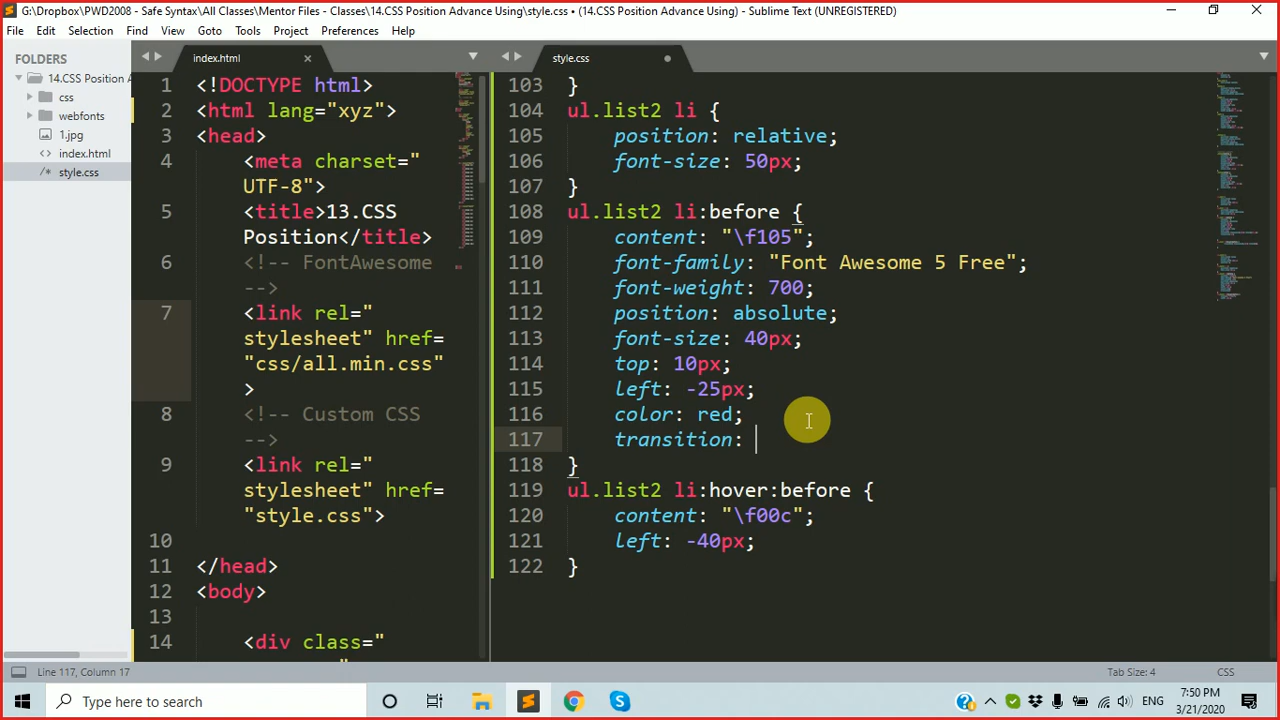 G:\Dropbox\PWD2008 - Safe Syntax\All Classes\Mentor Files - Classes\14.CSS Position Advance Using\style.css • (14.CSS Position Advance Using) - Sublime Text (UNREGISTERED)
File Edit Selection Find View Goto Tools Project Preferences Help
FOLDERS
14.CSS Position A
css
webfonts
1.jpg
index.html
/* style.css
index.html ×
1 <!DOCTYPE html>
2 <html lang="xyz">
3 <head>
4 <meta charset="
UTF-8">
5 <title>13.CSS
Position</title>
6 <!-- FontAwesome
-->
7 <link rel="
stylesheet" href=
"css/all.min.css"
>
8 <!-- Custom CSS
-->
9 <link rel="
stylesheet" href=
"style.css">
10
11 </head>
12 <body>
13
14 <div class="
style.css
103 }
104 ul.list2 li {
105 position: relative;
106 font-size: 50px;
107 }
108 ul.list2 li:before {
109 content: "\f105";
110 font-family: "Font Awesome 5 Free";
111 font-weight: 700;
112 position: absolute;
113 font-size: 40px;
114 top: 10px;
115 left: -25px;
116 color: red;
117 transition:
118 }
119 ul.list2 li:hover:before {
120 content: "\f00c";
121 left: -40px;
122 }
Line 117, Column 17
Tab Size: 4
CSS
Type here to search
ENG
7:50 PM
3/21/2020